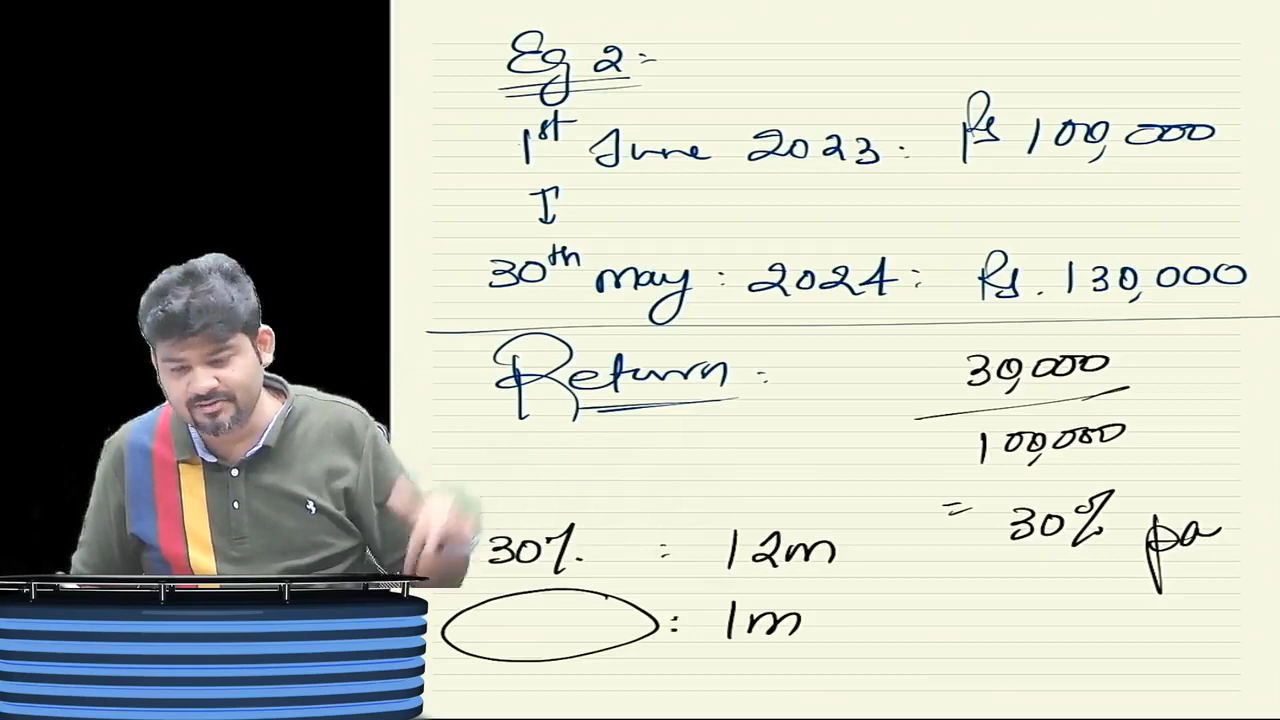 Eg 2:
1st June 2023: Rs 100,000
30th may: 2024: Rs. 130,000
Return: 30,000
100,000
= 30% pa
30% : 12m
: 1m